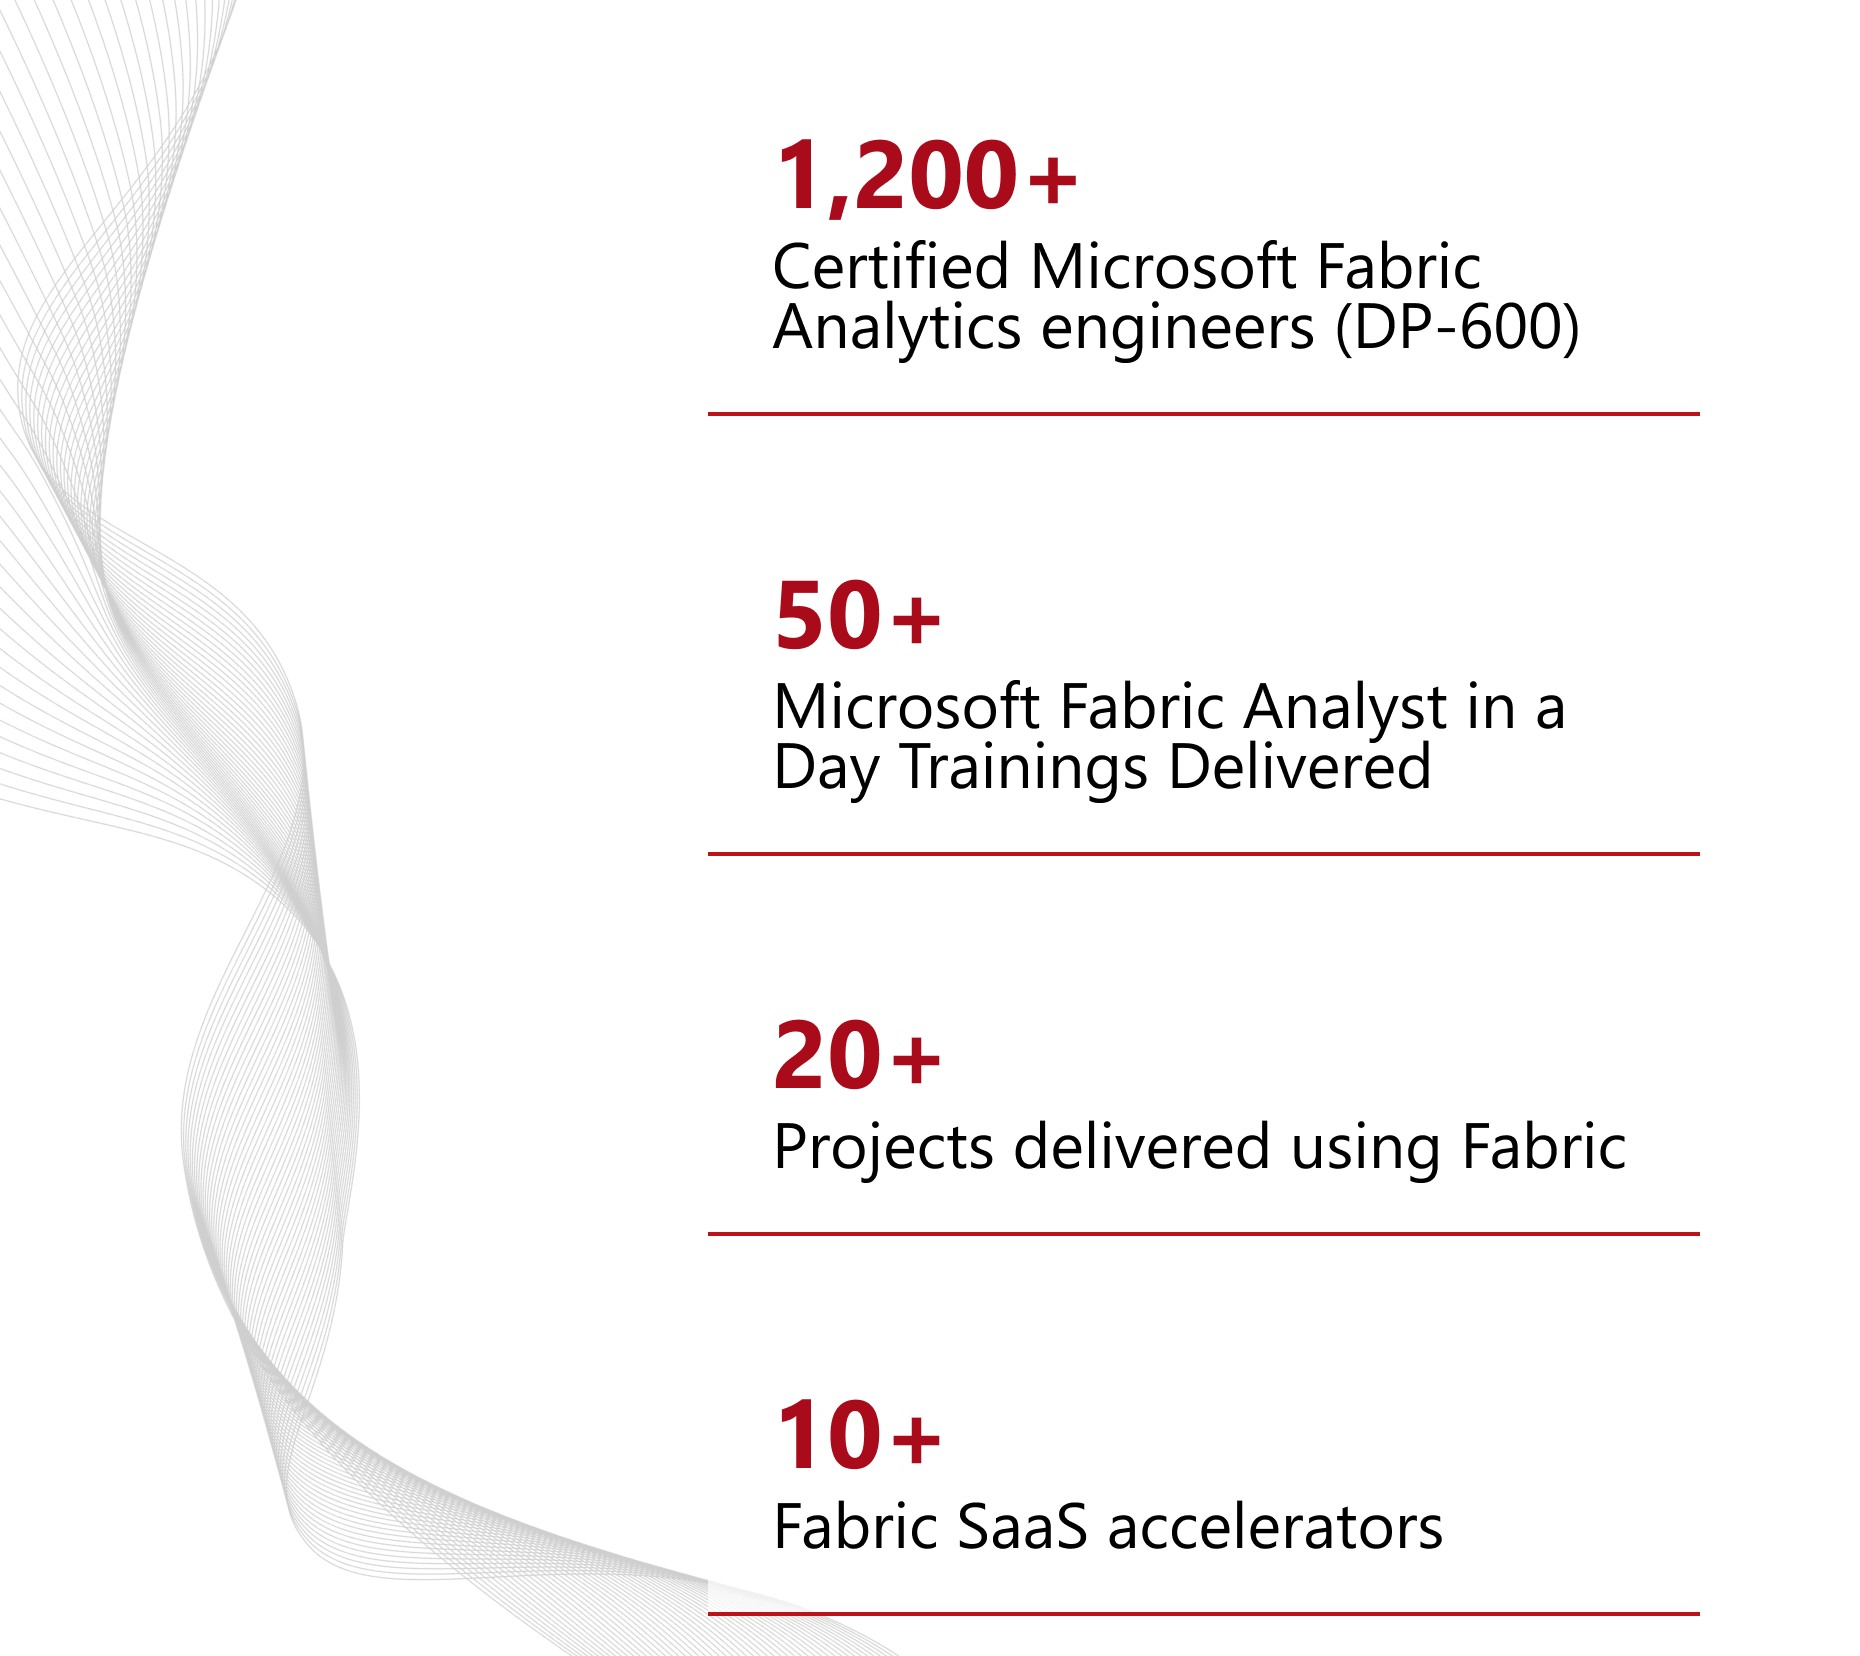 1,200+
Certified Microsoft Fabric
Analytics engineers (DP-600)
50+
Microsoft Fabric Analyst in a
Day Trainings Delivered
20+
Projects delivered using Fabric
10+
Fabric SaaS accelerators